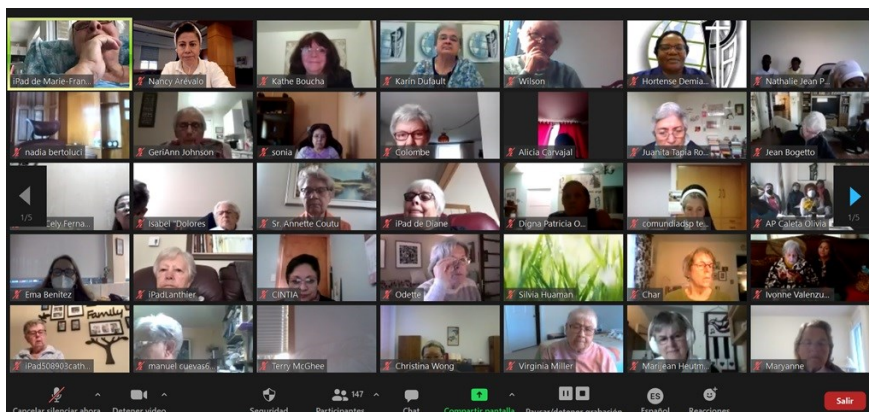 iPad de Marie-Fran...
Nancy Arévalo
Kathe Boucha
Karin Dufault
Wilson
Hortense Demia...
Nathalie Jean P...
nadia bertoluci
GeriAnn Johnson
sonia
Colombe
Alicia Carvajal
Juanita Tapia Ro...
Jean Bogetto
1/5
Cely Ferna...
Isabel "Dolores
Sr. Annette Coutu
iPad de Diane
Digna Patricia O...
comundiadsp te...
AP Caleta Olivia
1/5
Ema Benitez
iPadLanthier
CINTIA
Odette
Silvia Huaman
Char
Ivonne Valenzu...
Family
iPad508903cath...
manuel cuevas6...
Terry McGhee
Christina Wong
Virginia Miller
Marijean Heutm...
Maryanne
147
ES
Cancelar silenciar ahora
Detener video
Seguridad
Participantes
Chat
Compartir pantalla
Pausar/detener grabación
Español
Reacciones
Salir